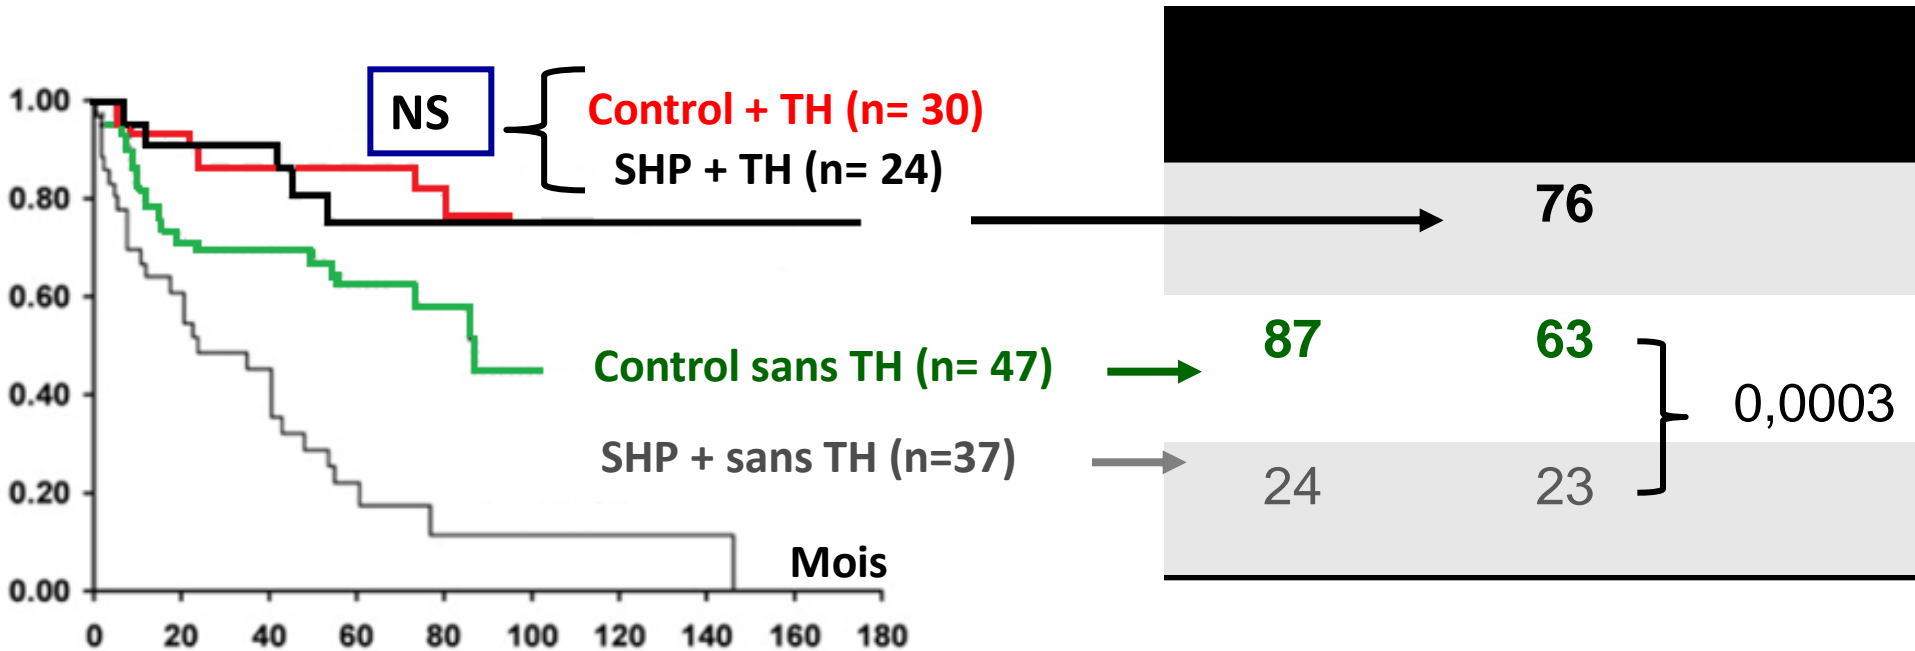 NS
Control + TH (n= 30)
SHP + TH (n= 24)
1.00
0.80
0.60
0.40
0.20
0.00
0 20 40 60 80 100 120 140 160 180
Mois
Control sans TH (n= 47)
SHP + sans TH (n=37)
76
87 63
0,0003
24 23